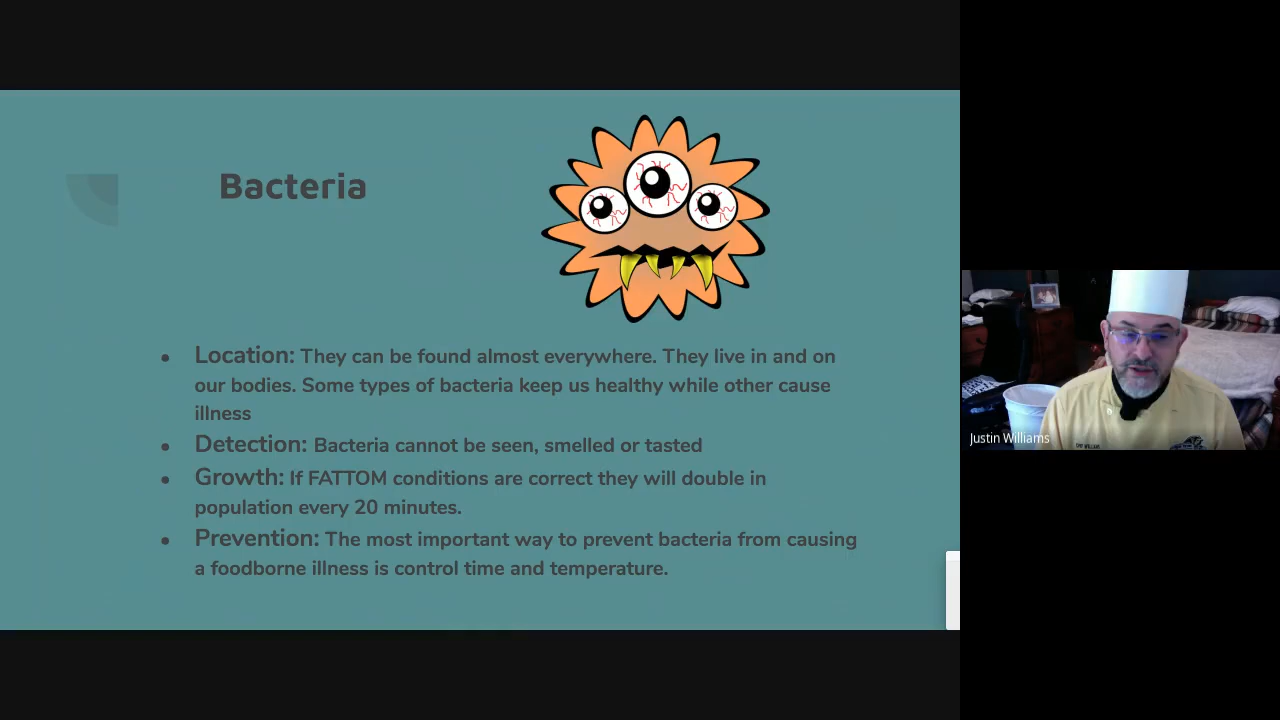 Bacteria
Location: They can be found almost everywhere. They live in and on
our bodies. Some types of bacteria keep us healthy while other cause
illness
Detection: Bacteria cannot be seen, smelled or tasted
Growth: If FATTOM conditions are correct they will double in
population every 20 minutes.
Prevention: The most important way to prevent bacteria from causing
a foodborne illness is control time and temperature.
Justin Williams